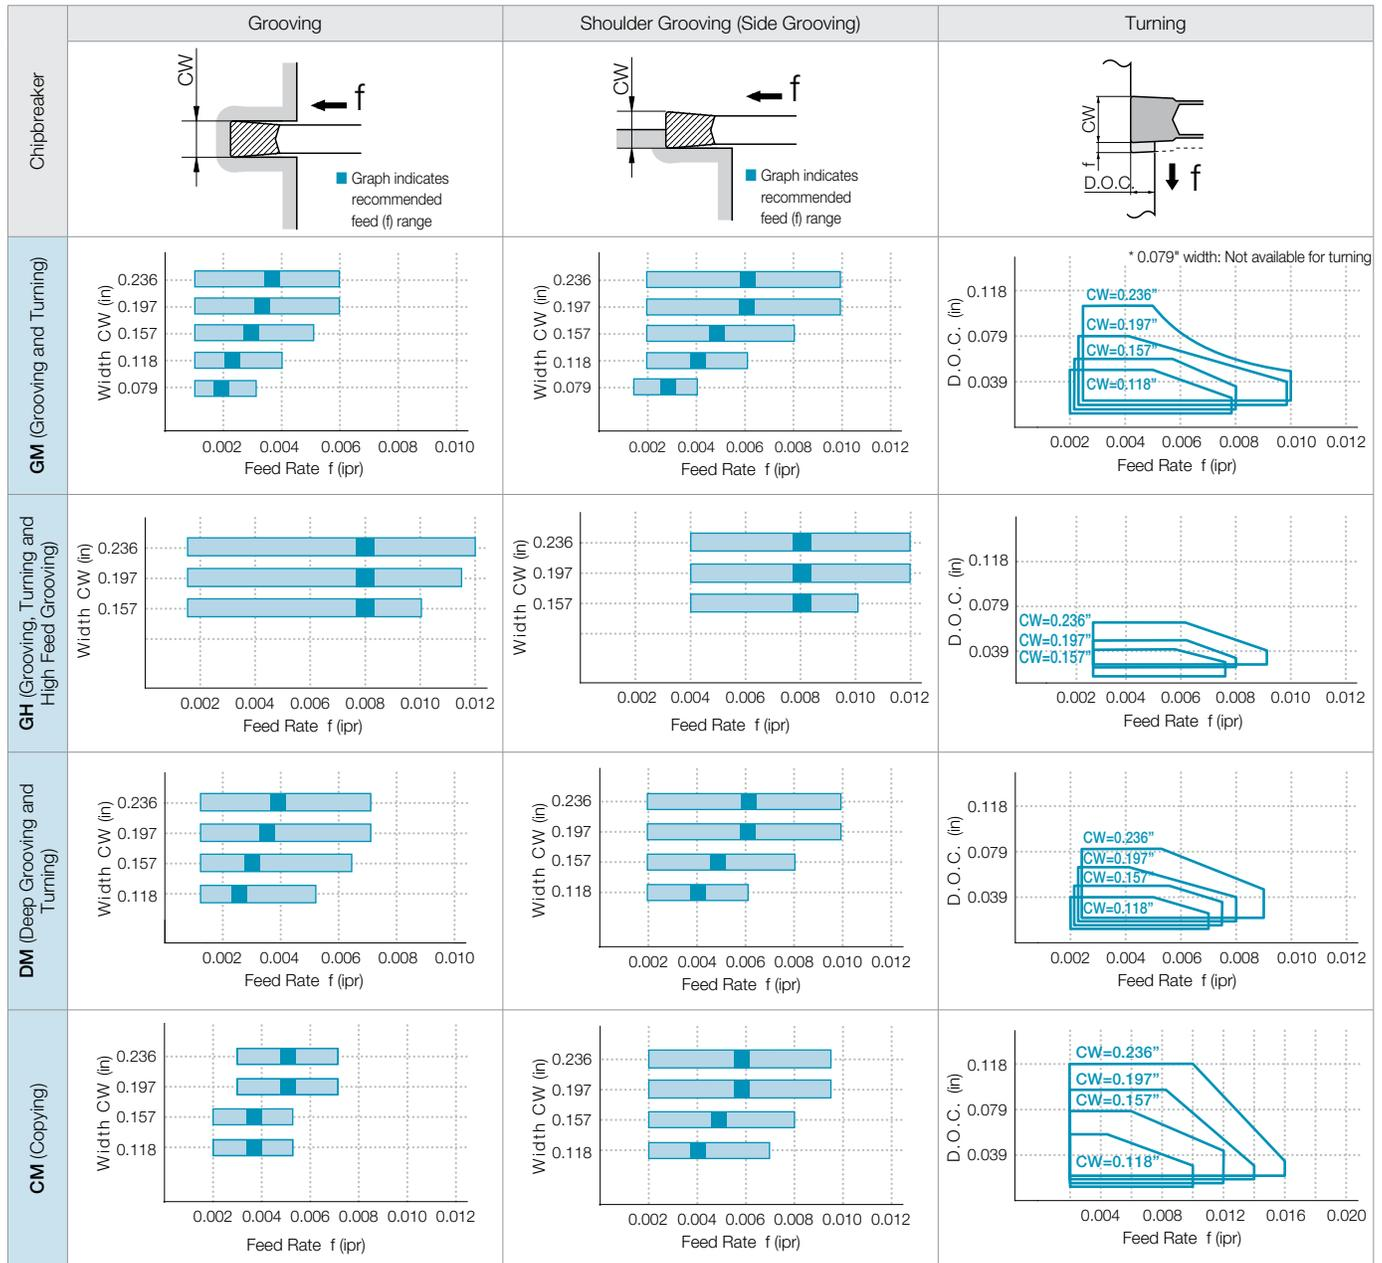 Grooving
Shoulder Grooving (Side Grooving)
Turning
Chipbreaker
CW
f
Graph indicates
recommended
feed (f) range
CW
f
Graph indicates
recommended
feed (f) range
CW
f
D.O.C.
f
GM (Grooving and Turning)
Width CW (in)
0.236
0.197
0.157
0.118
0.079
0.002 0.004 0.006 0.008 0.010
Feed Rate f (ipr)
Width CW (in)
0.236
0.197
0.157
0.118
0.079
0.002 0.004 0.006 0.008 0.010 0.012
Feed Rate f (ipr)
* 0.079" width: Not available for turning
D.O.C. (in)
0.118
0.079
0.039
CW=0.236"
CW=0.197"
CW=0.157"
CW=0.118"
0.002 0.004 0.006 0.008 0.010 0.012
Feed Rate f (ipr)
GH (Grooving, Turning and
High Feed Grooving)
Width CW (in)
0.236
0.197
0.157
0.002 0.004 0.006 0.008 0.010 0.012
Feed Rate f (ipr)
Width CW (in)
0.236
0.197
0.157
0.002 0.004 0.006 0.008 0.010 0.012
Feed Rate f (ipr)
D.O.C. (in)
0.118
0.079
0.039
CW=0.236"
CW=0.197"
CW=0.157"
0.002 0.004 0.006 0.008 0.010 0.012
Feed Rate f (ipr)
DM (Deep Grooving and
Turning)
Width CW (in)
0.236
0.197
0.157
0.118
0.002 0.004 0.006 0.008 0.010
Feed Rate f (ipr)
Width CW (in)
0.236
0.197
0.157
0.118
0.002 0.004 0.006 0.008 0.010 0.012
Feed Rate f (ipr)
D.O.C. (in)
0.118
0.079
0.039
CW=0.236"
CW=0.197"
CW=0.157"
CW=0.118"
0.002 0.004 0.006 0.008 0.010 0.012
Feed Rate f (ipr)
CM (Copying)
Width CW (in)
0.236
0.197
0.157
0.118
0.002 0.004 0.006 0.008 0.010 0.012
Feed Rate f (ipr)
Width CW (in)
0.236
0.197
0.157
0.118
0.002 0.004 0.006 0.008 0.010 0.012
Feed Rate f (ipr)
D.O.C. (in)
0.118
0.079
0.039
CW=0.236"
CW=0.197"
CW=0.157"
CW=0.118"
0.004 0.008 0.012 0.016 0.020
Feed Rate f (ipr)